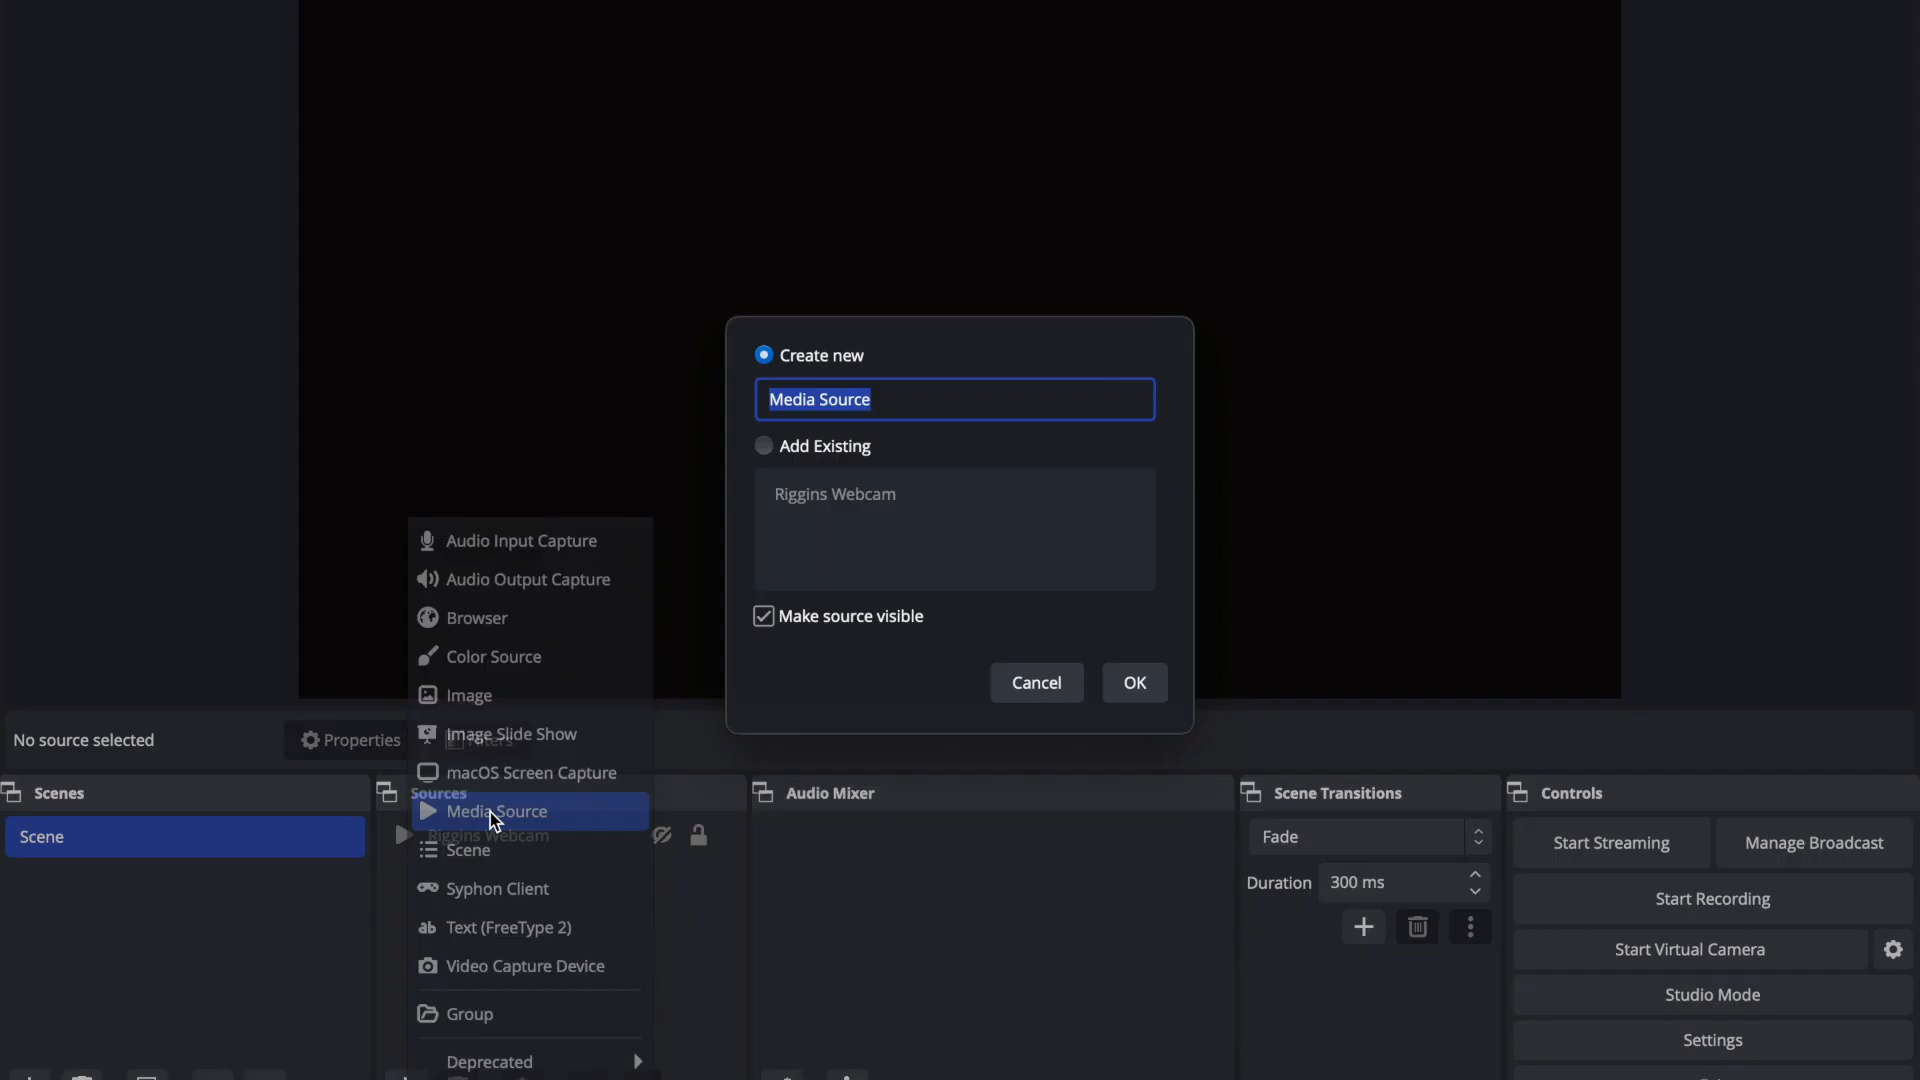 Create new
Media Source
Add Existing
Riggins Webcam
Make source visible
Cancel
OK
Audio Input Capture
Audio Output Capture
Browser
Color Source
Image
Image Slide Show
macOS Screen Capture
Media Source
Scene
Syphon Client
Text (FreeType 2)
Video Capture Device
Group
Deprecated
No source selected
Properties
Filters
Scenes
Scene
Sources
Riggins Webcam
Audio Mixer
Scene Transitions
Fade
Duration 300 ms
Controls
Start Streaming
Manage Broadcast
Start Recording
Start Virtual Camera
Studio Mode
Settings